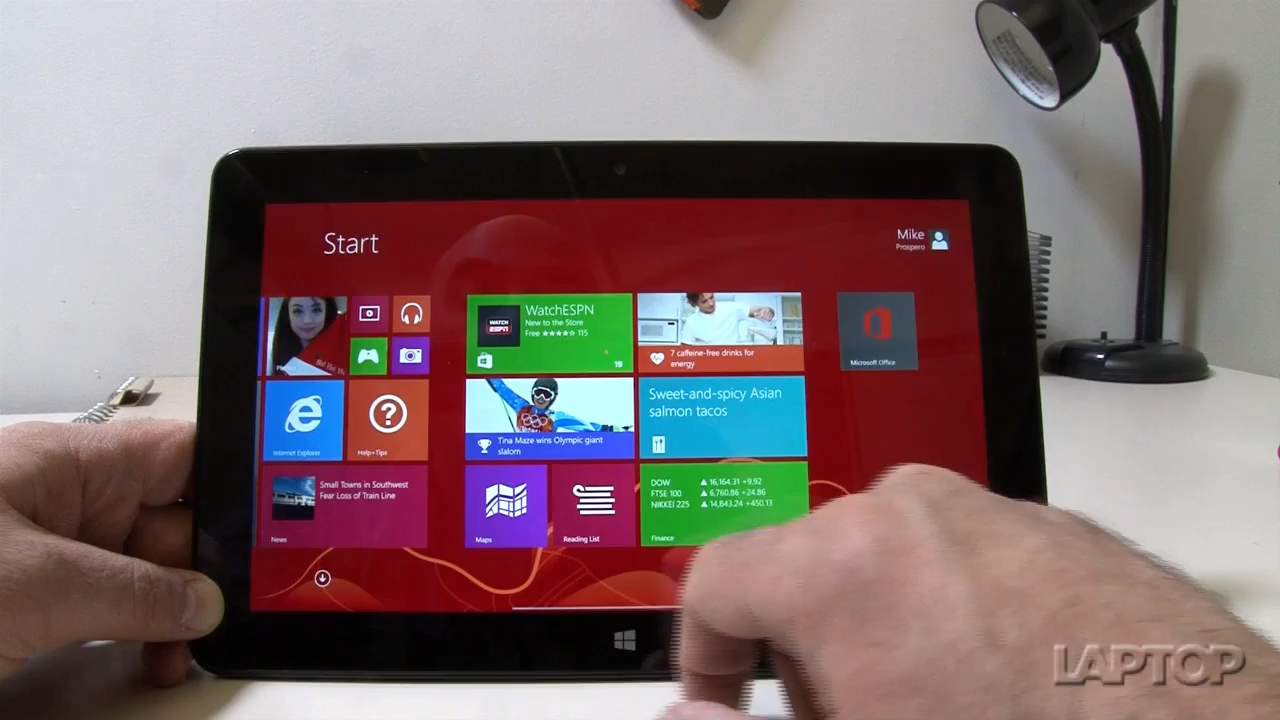 Start
Mike
Prospero
WatchESPN
New to the Store
Free ★★★★☆ 115
WATCH
ESPN
19
7 caffeine-free drinks for
energy
Microsoft Office
Internet Explorer
Help+Tips
Tina Maze wins Olympic giant
slalom
Sweet-and-spicy Asian
salmon tacos
Small Towns in Southwest
Fear Loss of Train Line
News
Maps
Reading List
DOW ▲ 16,164.31 +9.92
FTSE 100 ▲ 6,760.86 +24.86
NIKKEI 225 ▲ 14,843.24 +450.13
Finance
LAPTOP